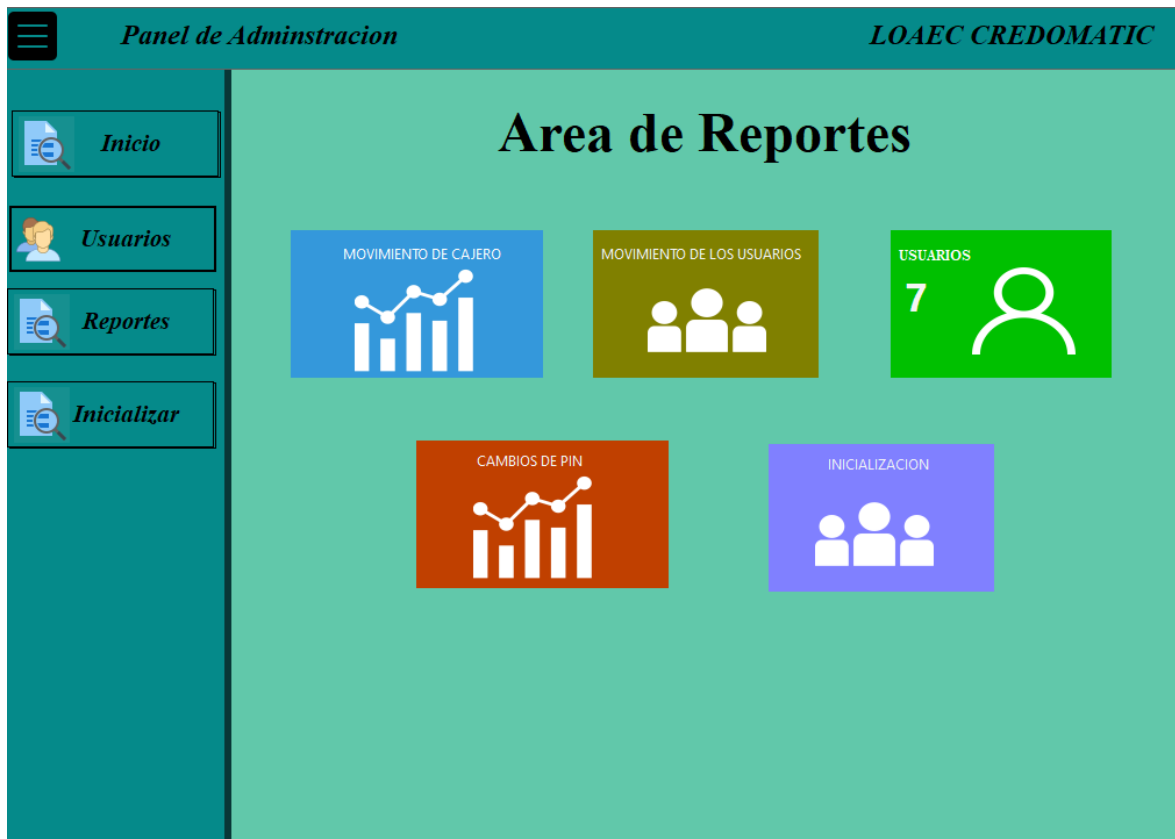 Panel de Adminstracion
LOAEC CREDOMATIC
Inicio
Usuarios
Reportes
Inicializar
Area de Reportes
MOVIMIENTO DE CAJERO
MOVIMIENTO DE LOS USUARIOS
USUARIOS
7
CAMBIOS DE PIN
INICIALIZACION